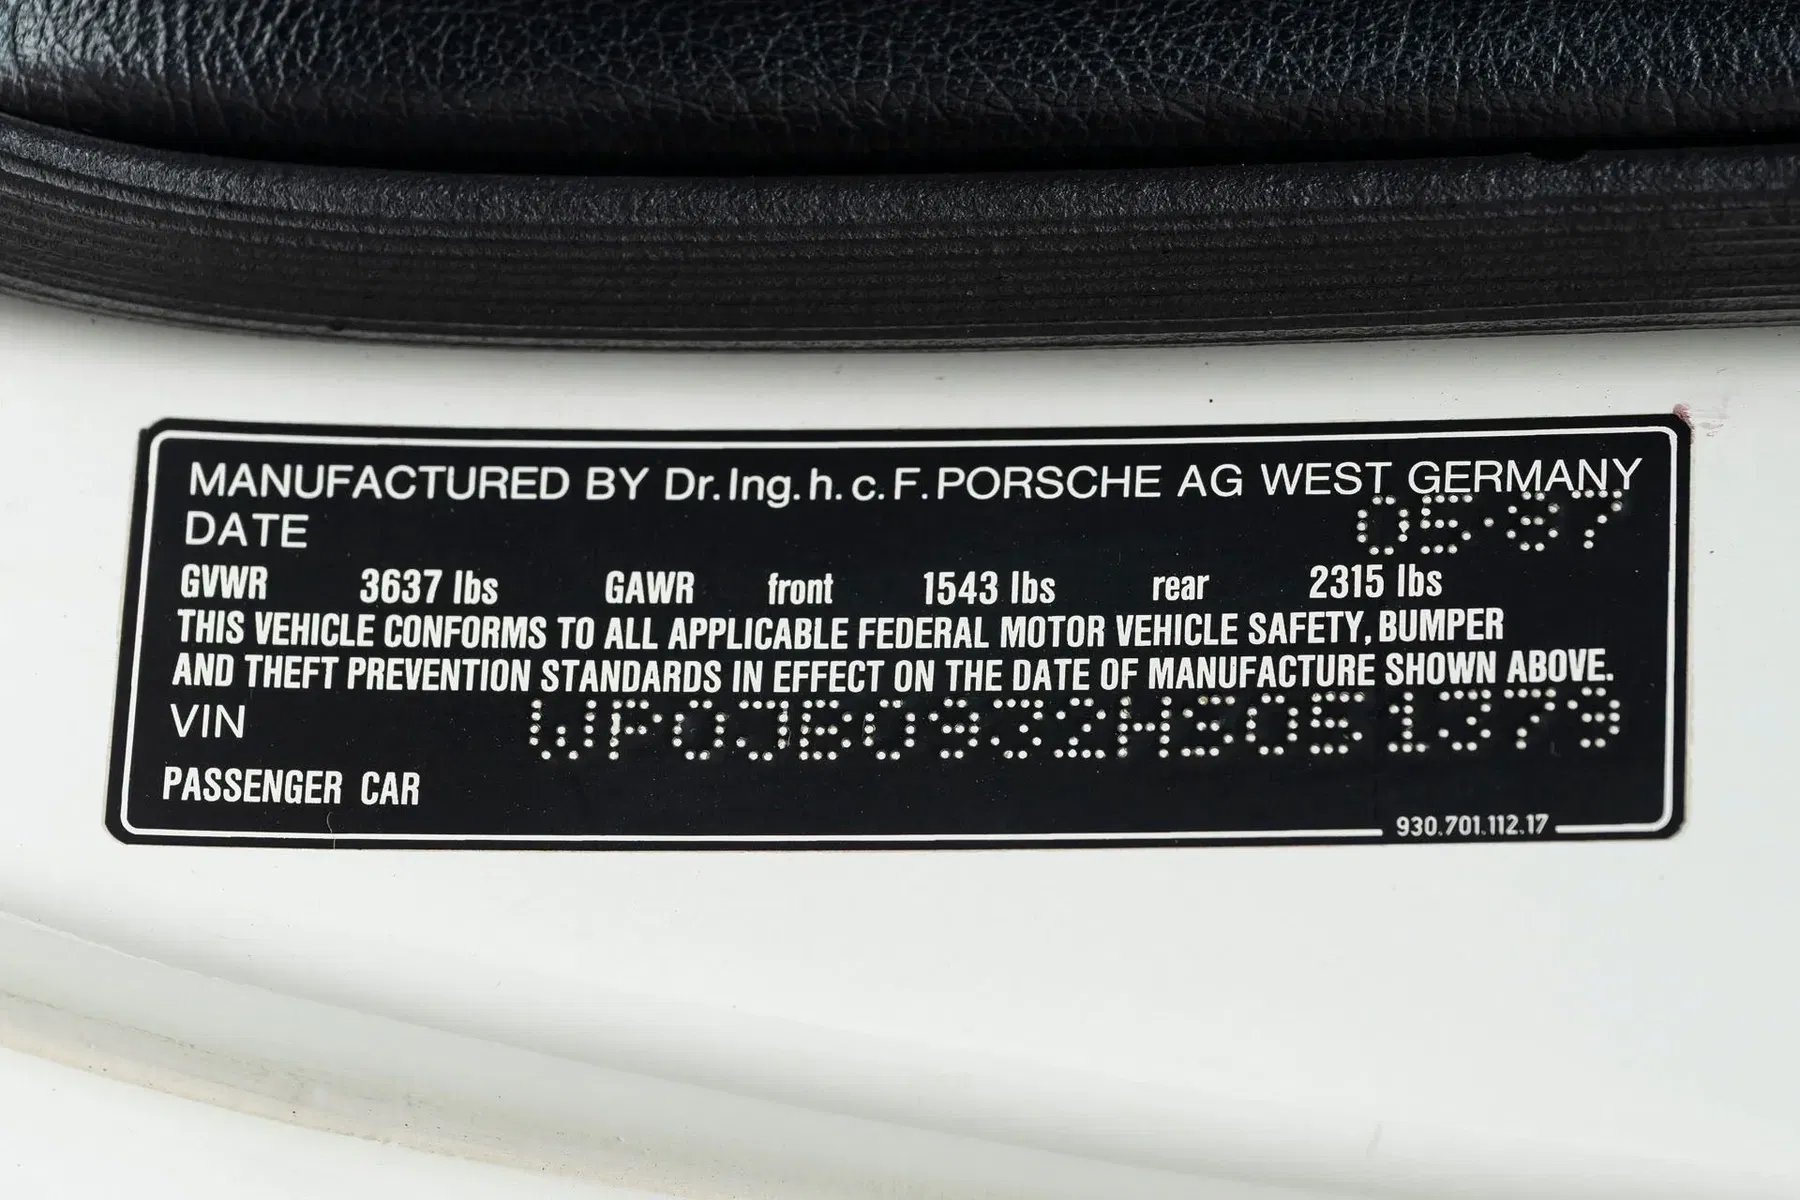 MANUFACTURED BY Dr.Ing.h.c.F.PORSCHE AG WEST GERMANY
DATE 05·87
GVWR 3637 lbs GAWR front 1543 lbs rear 2315 lbs
THIS VEHICLE CONFORMS TO ALL APPLICABLE FEDERAL MOTOR VEHICLE SAFETY, BUMPER
AND THEFT PREVENTION STANDARDS IN EFFECT ON THE DATE OF MANUFACTURE SHOWN ABOVE.
VIN WP0JB0932HS051379
PASSENGER CAR
930.701.112.17